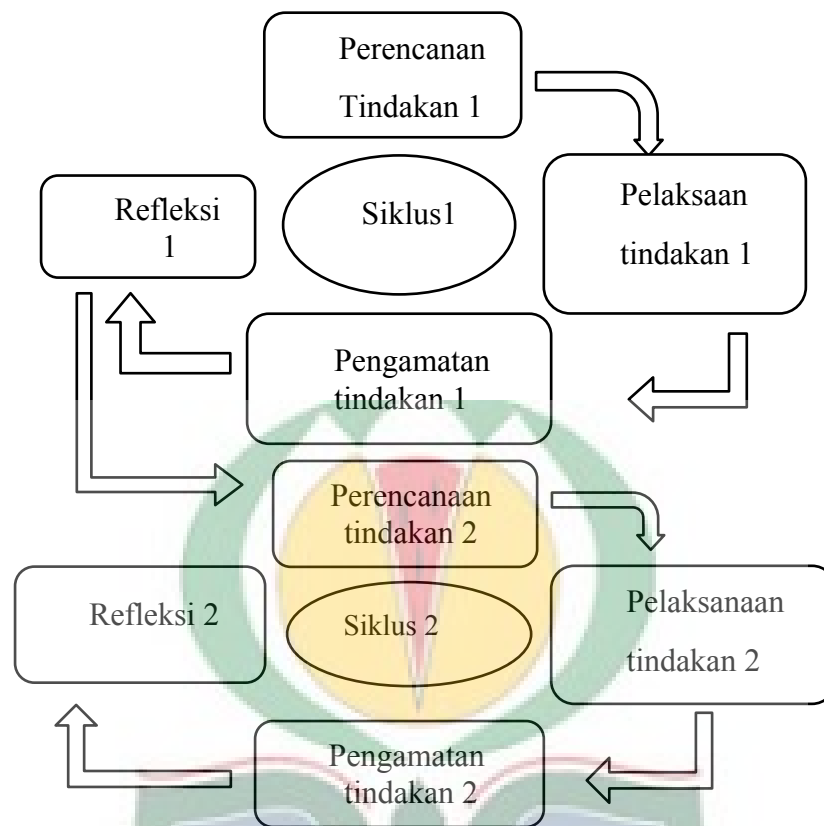 Perencanan
Tindakan 1
Refleksi
1
Siklus1
Pelaksaan
tindakan 1
Pengamatan
tindakan 1
Perencanaan
tindakan 2
Refleksi 2
Siklus 2
Pelaksanaan
tindakan 2
Pengamatan
tindakan 2